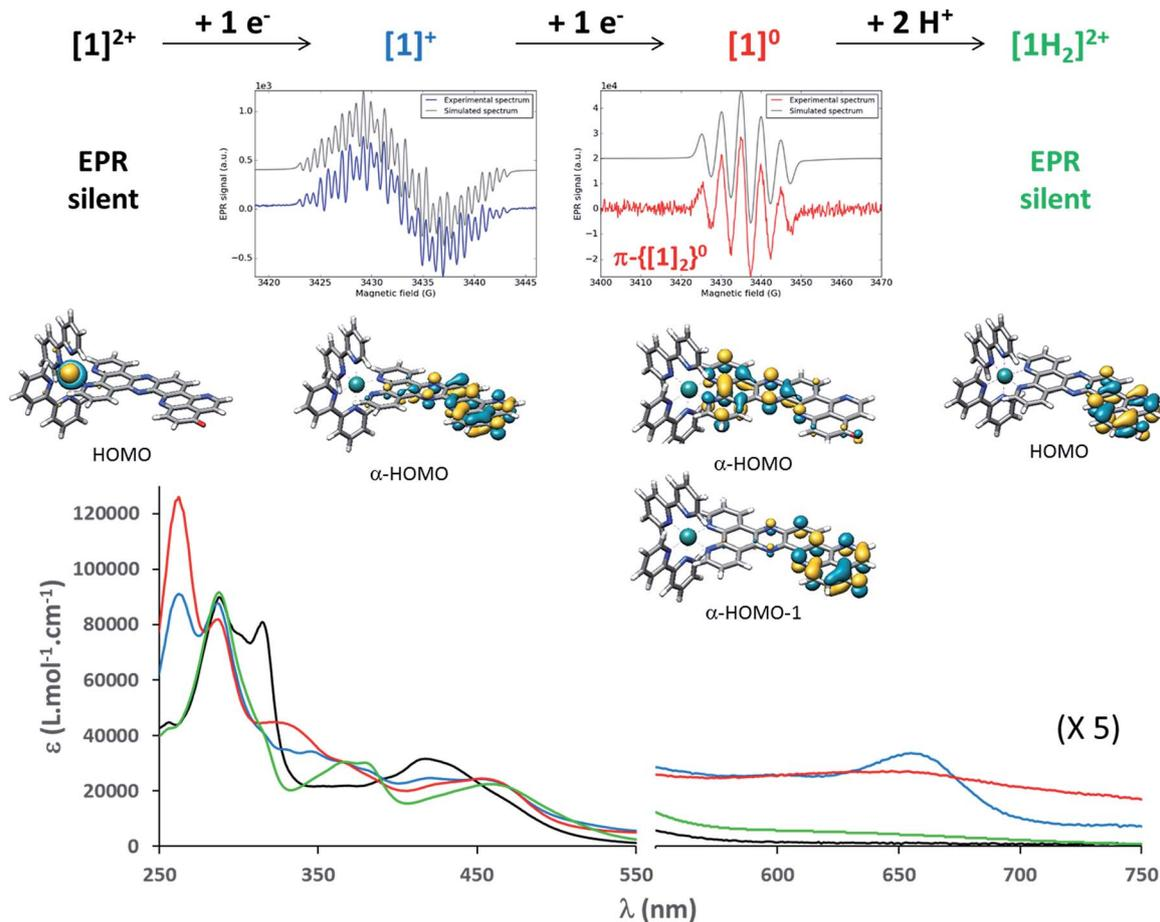 + 1 e⁻ + 1 e⁻ + 2 H⁺
[1]²⁺ [1]⁺ [1]⁰ [1H₂]²⁺
EPR silent
1e3
Experimental spectrum
Simulated spectrum
EPR signal (a.u.)
1.0
0.5
0.0
−0.5
3420 3425 3430 3435 3440 3445
Magnetic field (G)
1e4
Experimental spectrum
Simulated spectrum
EPR signal (a.u.)
4
3
2
1
0
−1
−2
π-{[1]₂}⁰
3400 3410 3420 3430 3440 3450 3460 3470
Magnetic field (G)
EPR
silent
HOMO
α-HOMO
α-HOMO
HOMO
α-HOMO-1
ε (L.mol⁻¹.cm⁻¹)
120000
100000
80000
60000
40000
20000
0
(X 5)
250 350 450 550 600 650 700 750
λ (nm)